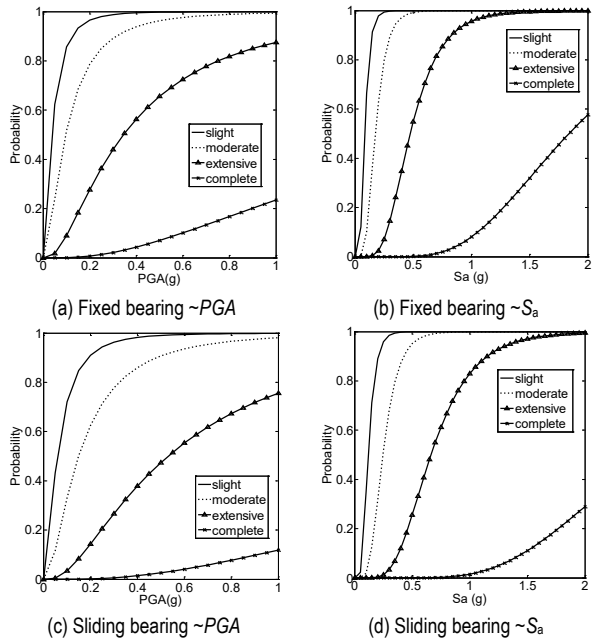 (a)
1
0.8
0.6
0.4
0.2
0
Probability
slight
moderate
extensive
complete
0 0.2 0.4 0.6 0.8 1
PGA(g)
(a) Fixed bearing ~PGA
(b)
1
0.8
0.6
0.4
0.2
0
Probability
slight
moderate
extensive
complete
0 0.5 1 1.5 2
Sa (g)
(b) Fixed bearing ~Sa
(c)
1
0.8
0.6
0.4
0.2
0
Probability
slight
moderate
extensive
complete
0 0.2 0.4 0.6 0.8 1
PGA(g)
(c) Sliding bearing ~PGA
(d)
1
0.8
0.6
0.4
0.2
0
Probability
slight
moderate
extensive
complete
0 0.5 1 1.5 2
Sa (g)
(d) Sliding bearing ~Sa